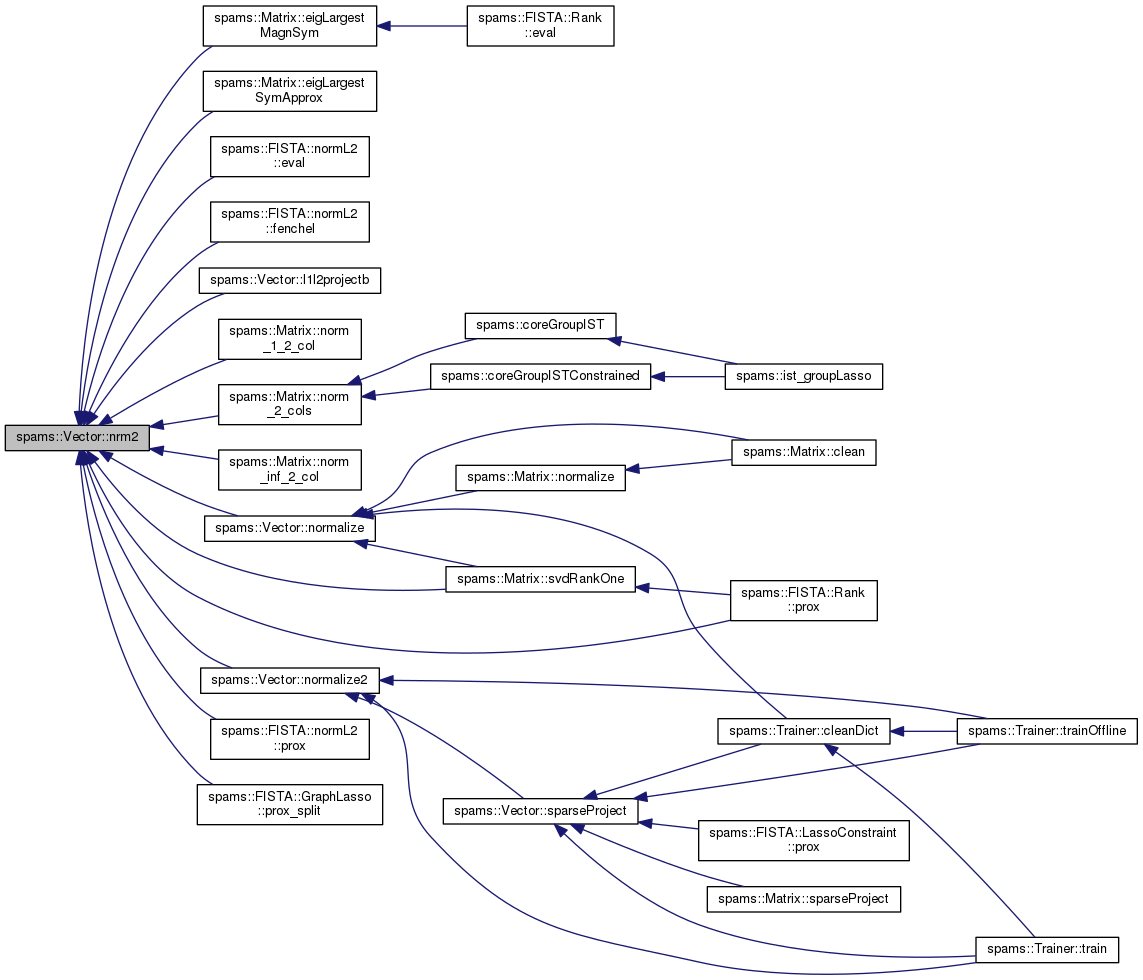 spams::Matrix::eigLargest
MagnSym
spams::FISTA::Rank
::eval
spams::Matrix::eigLargest
SymApprox
spams::FISTA::normL2
::eval
spams::FISTA::normL2
::fenchel
spams::Vector::l1l2projectb
spams::Matrix::norm
_1_2_col
spams::coreGroupIST
spams::coreGroupISTConstrained
spams::ist_groupLasso
spams::Matrix::norm
_2_cols
spams::Vector::nrm2
spams::Matrix::clean
spams::Matrix::norm
_inf_2_col
spams::Matrix::normalize
spams::Vector::normalize
spams::Matrix::svdRankOne
spams::FISTA::Rank
::prox
spams::Vector::normalize2
spams::FISTA::normL2
::prox
spams::Trainer::cleanDict
spams::Trainer::trainOffline
spams::FISTA::GraphLasso
::prox_split
spams::Vector::sparseProject
spams::FISTA::LassoConstraint
::prox
spams::Matrix::sparseProject
spams::Trainer::train